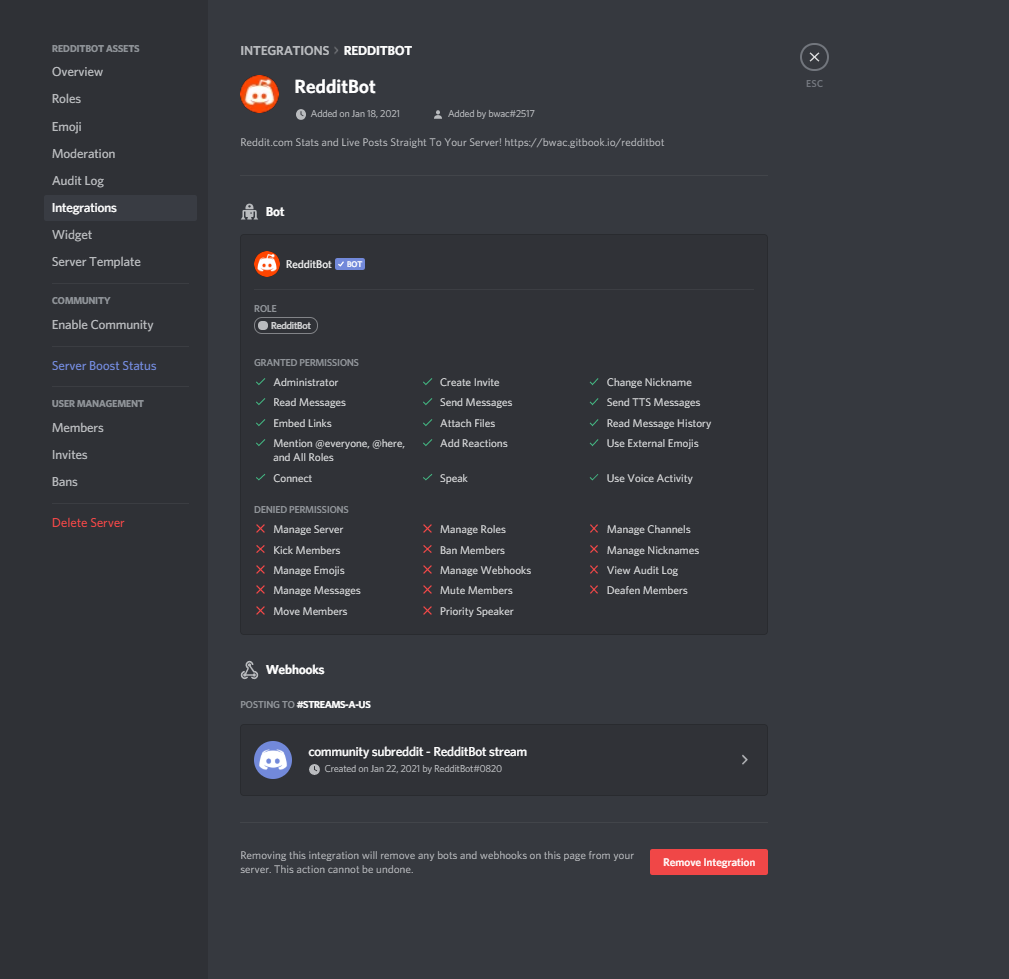 REDDITBOT ASSETS
Overview
Roles
Emoji
Moderation
Audit Log
Integrations
Widget
Server Template
COMMUNITY
Enable Community
Server Boost Status
USER MANAGEMENT
Members
Invites
Bans
Delete Server
INTEGRATIONS > REDDITBOT
RedditBot
Added on Jan 18, 2021 Added by bwac#2517
Reddit.com Stats and Live Posts Straight To Your Server! https://bwac.gitbook.io/redditbot
ESC
Bot
RedditBot BOT
ROLE
RedditBot
GRANTED PERMISSIONS
Administrator Create Invite Change Nickname
Read Messages Send Messages Send TTS Messages
Embed Links Attach Files Read Message History
Mention @everyone, @here, Add Reactions Use External Emojis
and All Roles
Connect Speak Use Voice Activity
DENIED PERMISSIONS
Manage Server Manage Roles Manage Channels
Kick Members Ban Members Manage Nicknames
Manage Emojis Manage Webhooks View Audit Log
Manage Messages Mute Members Deafen Members
Move Members Priority Speaker
Webhooks
POSTING TO #STREAMS-A-US
community subreddit - RedditBot stream
Created on Jan 22, 2021 by RedditBot#0820
Removing this integration will remove any bots and webhooks on this page from your
server. This action cannot be undone.
Remove Integration